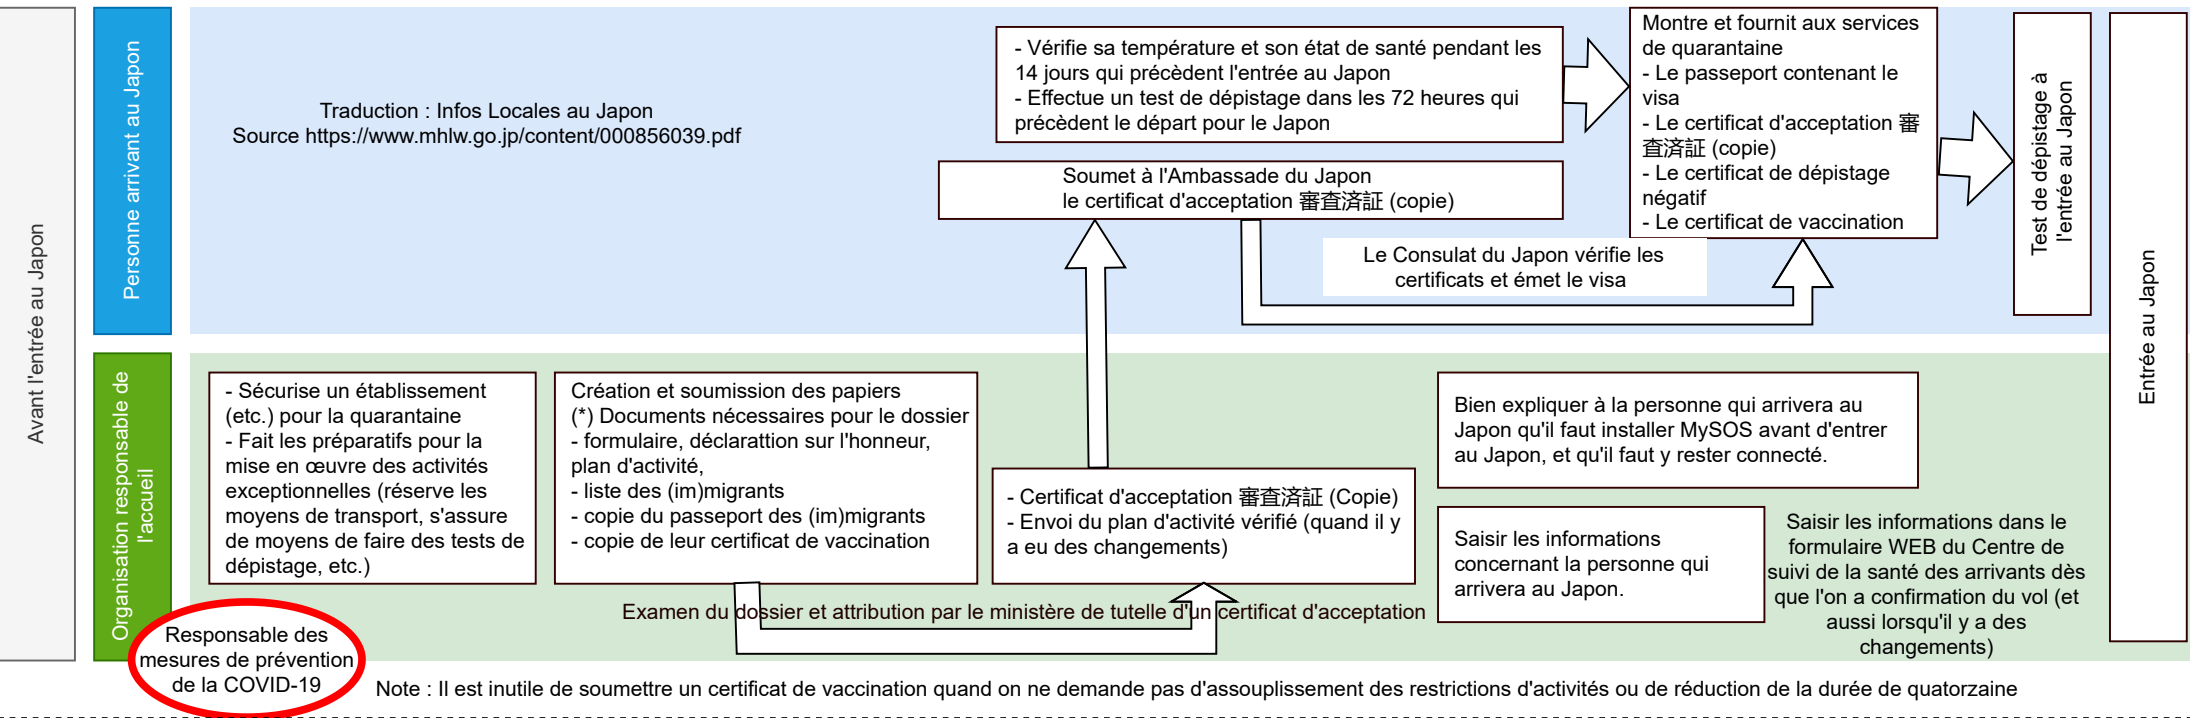 Avant l'entrée au Japon
Personne arrivant au Japon
Traduction : Infos Locales au Japon
Source https://www.mhlw.go.jp/content/000856039.pdf
- Vérifie sa température et son état de santé pendant les
14 jours qui précèdent l'entrée au Japon
- Effectue un test de dépistage dans les 72 heures qui
précèdent le départ pour le Japon
Soumet à l'Ambassade du Japon
le certificat d'acceptation 審査済証 (copie)
Le Consulat du Japon vérifie les
certificats et émet le visa
Montre et fournit aux services
de quarantaine
- Le passeport contenant le
visa
- Le certificat d'acceptation 審
査済証 (copie)
- Le certificat de dépistage
négatif
- Le certificat de vaccination
Test de dépistage à
l'entrée au Japon
Entrée au Japon
Organisation responsable de
l'accueil
- Sécurise un établissement
(etc.) pour la quarantaine
- Fait les préparatifs pour la
mise en œuvre des activités
exceptionnelles (réserve les
moyens de transport, s'assure
de moyens de faire des tests de
dépistage, etc.)
Création et soumission des papiers
(*) Documents nécessaires pour le dossier
- formulaire, déclarattion sur l'honneur,
plan d'activité,
- liste des (im)migrants
- copie du passeport des (im)migrants
- copie de leur certificat de vaccination
- Certificat d'acceptation 審査済証 (Copie)
- Envoi du plan d'activité vérifié (quand il y
a eu des changements)
Examen du dossier et attribution par le ministère de tutelle d'un certificat d'acceptation
Bien expliquer à la personne qui arrivera au
Japon qu'il faut installer MySOS avant d'entrer
au Japon, et qu'il faut y rester connecté.
Saisir les informations
concernant la personne qui
arrivera au Japon.
Saisir les informations dans le
formulaire WEB du Centre de
suivi de la santé des arrivants dès
que l'on a confirmation du vol (et
aussi lorsqu'il y a des
changements)
Responsable des
mesures de prévention
de la COVID-19
Note : Il est inutile de soumettre un certificat de vaccination quand on ne demande pas d'assouplissement des restrictions d'activités ou de réduction de la durée de quatorzaine